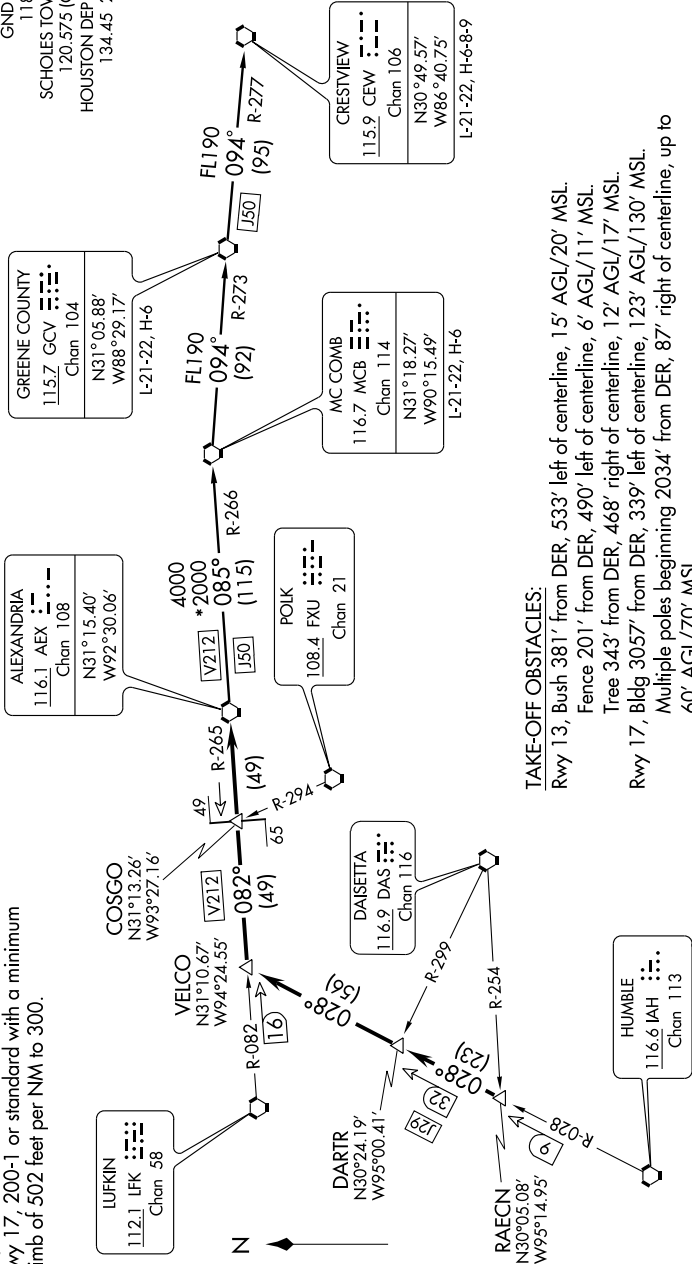 wy 17, 200-1 or standard with a minimum
imb of 502 feet per NM to 300.
GND
118
SCHOLES TOW
120.575 (
HOUSTON DEP
134.45
LUFKIN
112.1 LFK
Chan 58
R-082
16
VELCO
N31°10.67′
W94°24.55′
COSGO
N31°13.26′
W93°27.16′
V212
082°
(49)
49
65
R-265
(49)
R-294
ALEXANDRIA
116.1 AEX
Chan 108
N31°15.40′
W92°30.06′
POLK
108.4 FXU
Chan 21
V212
J50
4000
*2000
085°
(115)
R-266
MC COMB
116.7 MCB
Chan 114
N31°18.27′
W90°15.49′
L-21-22, H-6
FL190
094°
(92)
R-273
GREENE COUNTY
115.7 GCV
Chan 104
N31°05.88′
W88°29.17′
L-21-22, H-6
J50
FL190
094°
(95)
R-277
CRESTVIEW
115.9 CEW
Chan 106
N30°49.57′
W86°40.75′
L-21-22, H-6-8-9
028°
(56)
DARTR
N30°24.19′
W95°00.41′
J29
32
028°
(23)
R-299
R-254
DAISETTA
116.9 DAS
Chan 116
RAECN
N30°05.08′
W95°14.95′
9
R-028
HUMBLE
116.6 IAH
Chan 113
N
TAKE-OFF OBSTACLES:
Rwy 13, Bush 381′ from DER, 533′ left of centerline, 15′ AGL/20′ MSL.
Fence 201′ from DER, 490′ left of centerline, 6′ AGL/11′ MSL.
Tree 343′ from DER, 468′ right of centerline, 12′ AGL/17′ MSL.
Rwy 17, Bldg 3057′ from DER, 339′ left of centerline, 123′ AGL/130′ MSL.
Multiple poles beginning 2034′ from DER, 87′ right of centerline, up to
60′ AGL/70′ MSL